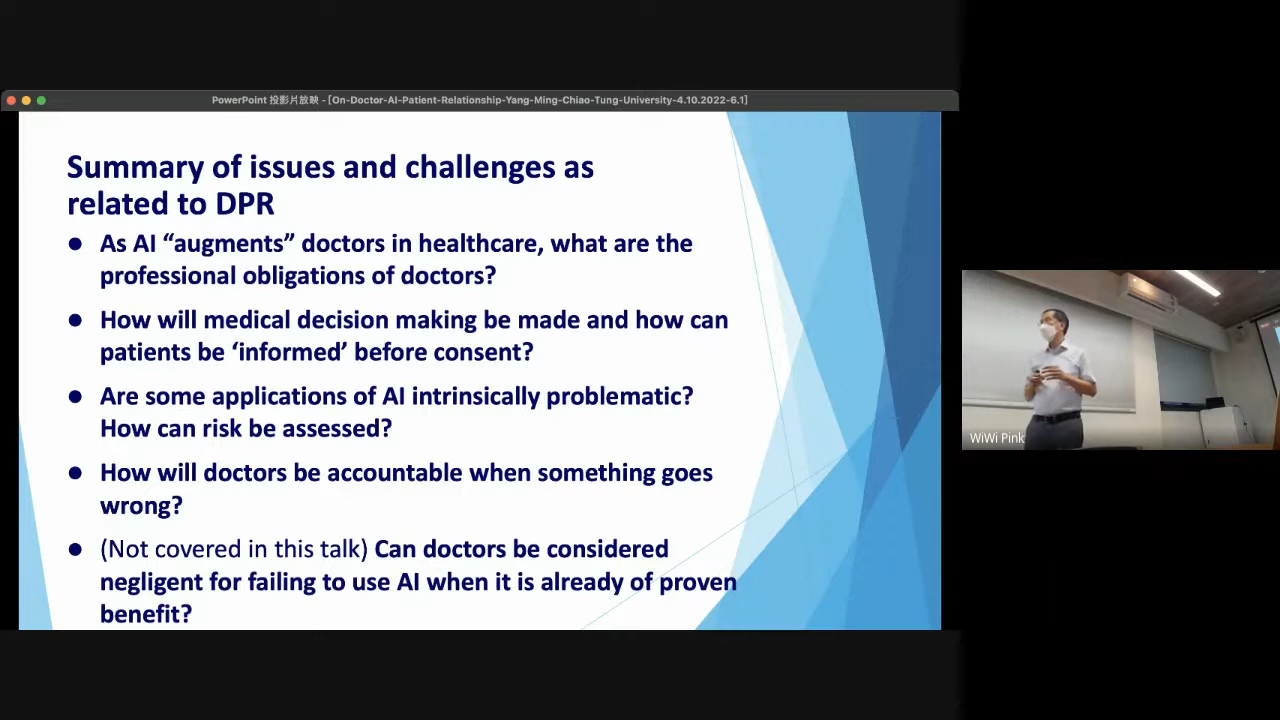 PowerPoint 投影片放映 - [On-Doctor-AI-Patient-Relationship-Yang-Ming-Chiao-Tung-University-4.10.2022-6.1]
Summary of issues and challenges as
related to DPR
● As AI “augments” doctors in healthcare, what are the
professional obligations of doctors?
● How will medical decision making be made and how can
patients be ‘informed’ before consent?
● Are some applications of AI intrinsically problematic?
How can risk be assessed?
● How will doctors be accountable when something goes
wrong?
● (Not covered in this talk) Can doctors be considered
negligent for failing to use AI when it is already of proven
benefit?
WiWi Pink